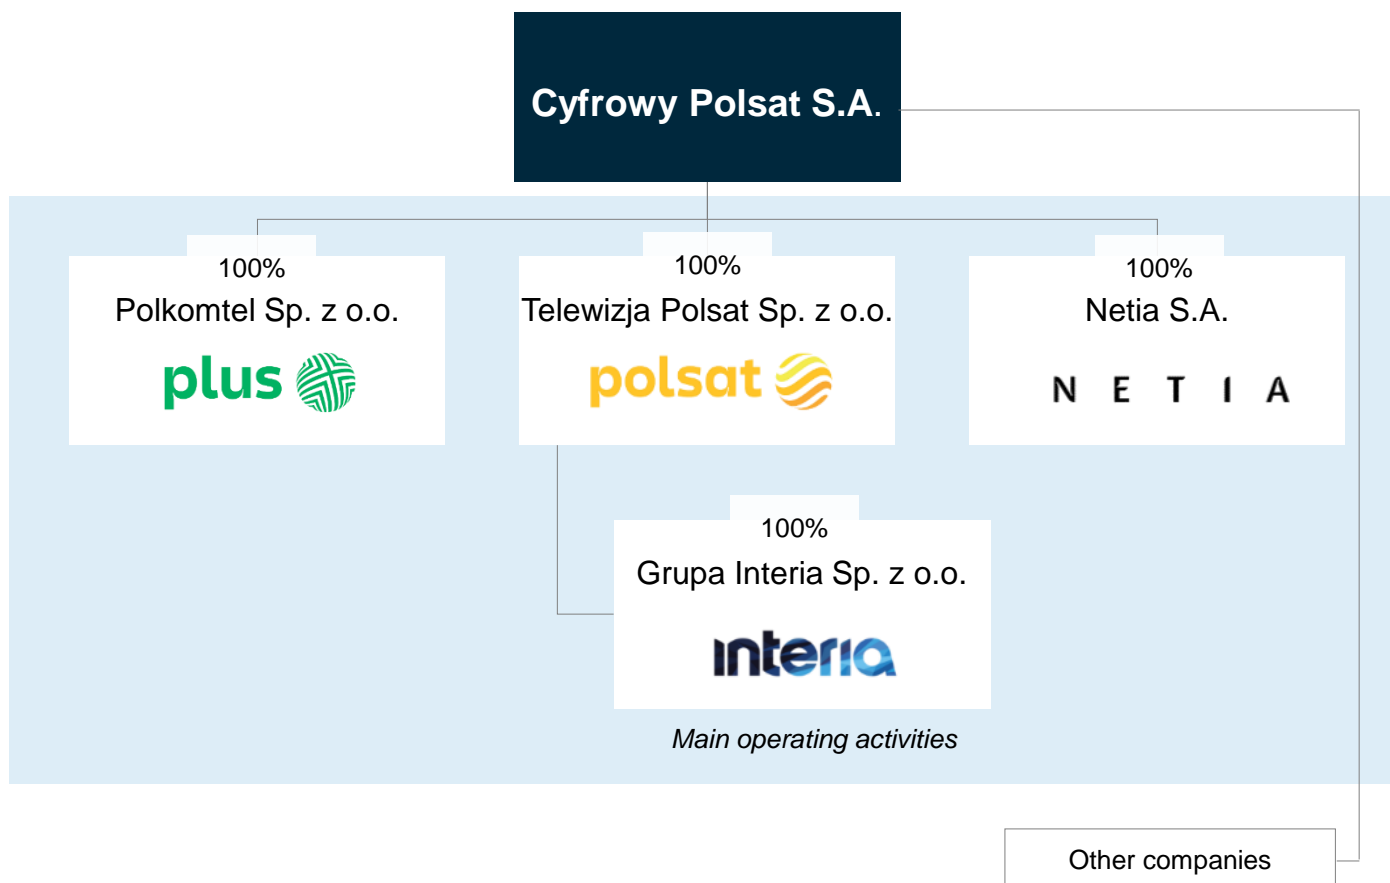 Cyfrowy Polsat S.A.
100%
Polkomtel Sp. z o.o.
plus
100%
Telewizja Polsat Sp. z o.o.
polsat
100%
Netia S.A.
NETIA
100%
Grupa Interia Sp. z o.o.
interia
Main operating activities
Other companies